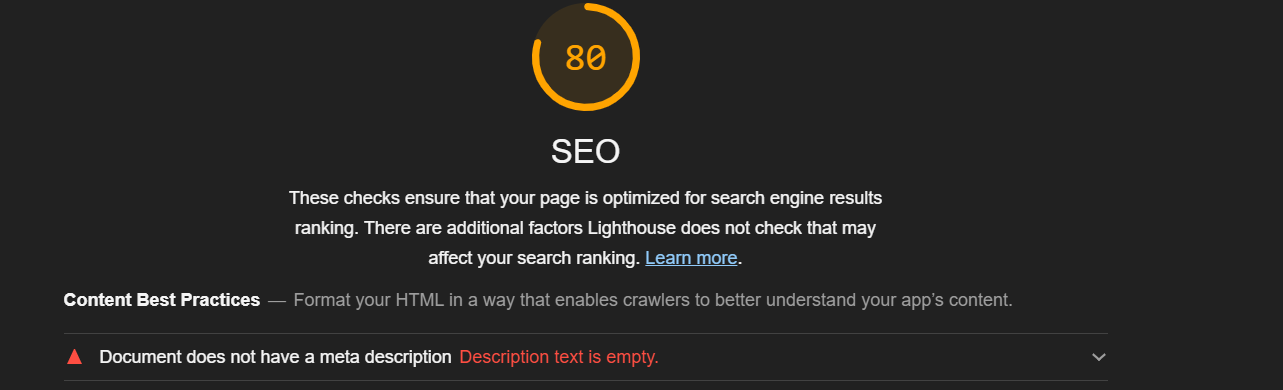 80
SEO
These checks ensure that your page is optimized for search engine results
ranking. There are additional factors Lighthouse does not check that may
affect your search ranking. Learn more.
Content Best Practices — Format your HTML in a way that enables crawlers to better understand your app’s content.
Document does not have a meta description Description text is empty.